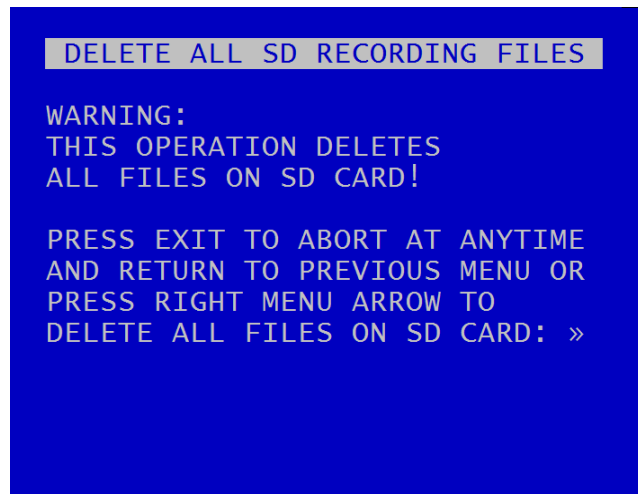 DELETE ALL SD RECORDING FILES
WARNING:
THIS OPERATION DELETES
ALL FILES ON SD CARD!
PRESS EXIT TO ABORT AT ANYTIME
AND RETURN TO PREVIOUS MENU OR
PRESS RIGHT MENU ARROW TO
DELETE ALL FILES ON SD CARD: »